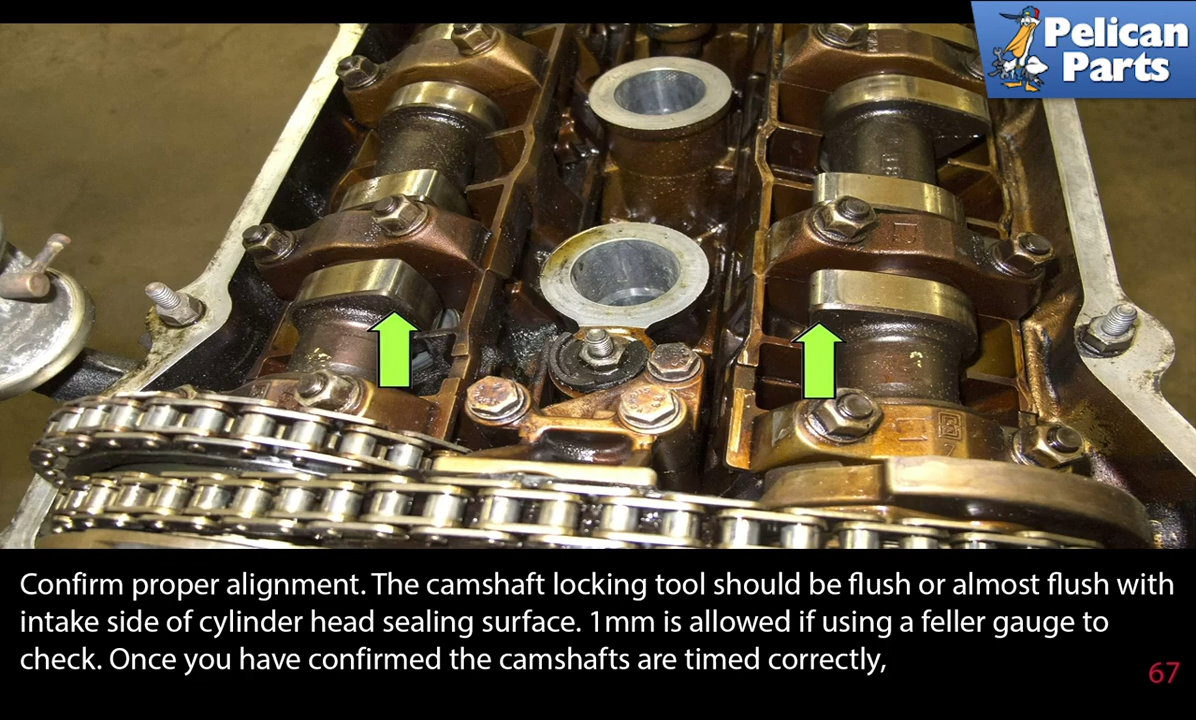 Pelican
Parts
Confirm proper alignment. The camshaft locking tool should be flush or almost flush with
intake side of cylinder head sealing surface. 1mm is allowed if using a feller gauge to
check. Once you have confirmed the camshafts are timed correctly,
67